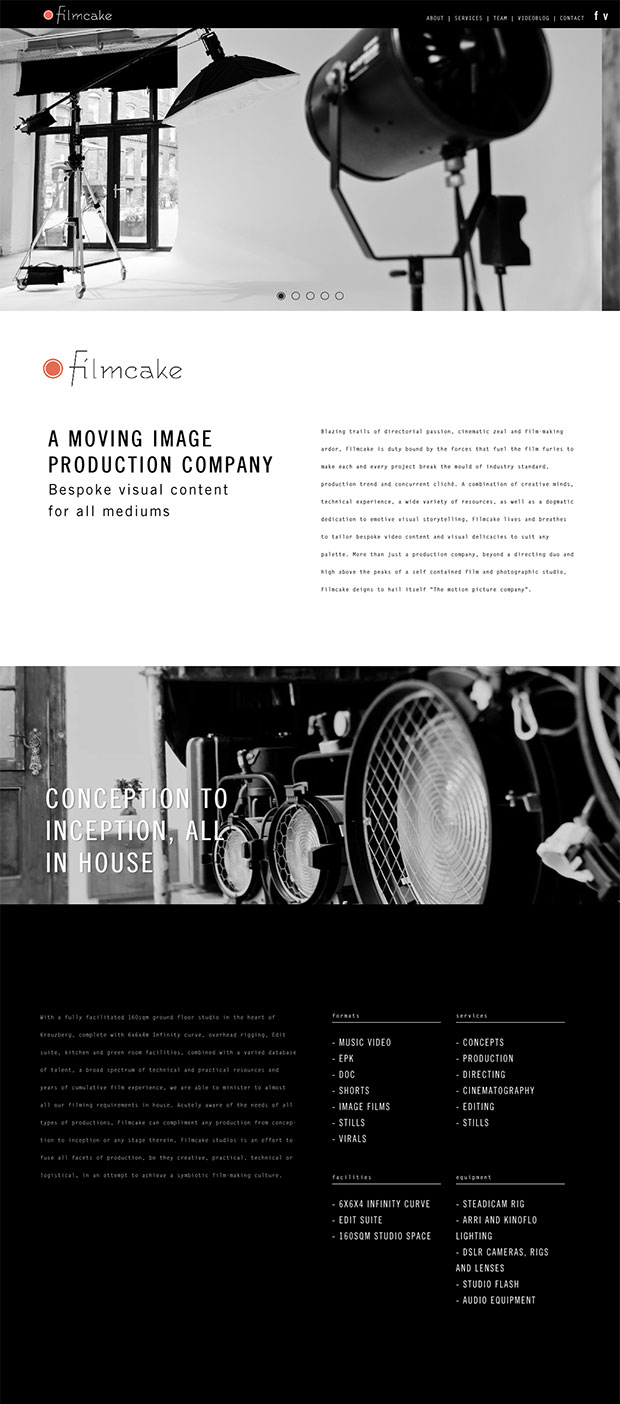 filmcake
ABOUT | SERVICES | TEAM | VIDEOBLOG | CONTACT f v
filmcake
A MOVING IMAGE
PRODUCTION COMPANY
Bespoke visual content
for all mediums
Blazing trails of directorial passion, cinematic zeal and film-making
ardor, Filmcake is duty bound by the forces that fuel the film furies to
make each and every project break the mould of industry standard,
production trend and concurrent cliché. A combination of creative minds,
technical experience, a wide variety of resources, as well as a dogmatic
dedication to emotive visual storytelling, Filmcake lives and breathes
to tailor bespoke video content and visual delicacies to suit any
palette. More than just a production company, beyond a directing duo and
high above the peaks of a self contained film and photographic studio,
Filmcake deigns to hail itself "The motion picture company".
CONCEPTION TO
INCEPTION, ALL
IN HOUSE
With a fully facilitated 160sqm ground floor studio in the heart of
Kreuzberg, complete with 6x6x4m Infinity curve, overhead rigging, Edit
suite, kitchen and green room facilities, combined with a varied database
of talent, a broad spectrum of technical and practical resources and
years of cumulative film experience, we are able to minister to almost
all our filming requirements in house. Acutely aware of the needs of all
types of productions, Filmcake can compliment any production from concep-
tion to inception or any stage therein. Filmcake studios is an effort to
fuse all facets of production, be they creative, practical, technical or
logistical, in an attempt to achieve a symbiotic film-making culture.
formats
- MUSIC VIDEO
- EPK
- DOC
- SHORTS
- IMAGE FILMS
- STILLS
- VIRALS
services
- CONCEPTS
- PRODUCTION
- DIRECTING
- CINEMATOGRAPHY
- EDITING
- STILLS
facilities
- 6X6X4 INFINITY CURVE
- EDIT SUITE
- 160SQM STUDIO SPACE
equipment
- STEADICAM RIG
- ARRI AND KINOFLO
LIGHTING
- DSLR CAMERAS, RIGS
AND LENSES
- STUDIO FLASH
- AUDIO EQUIPMENT